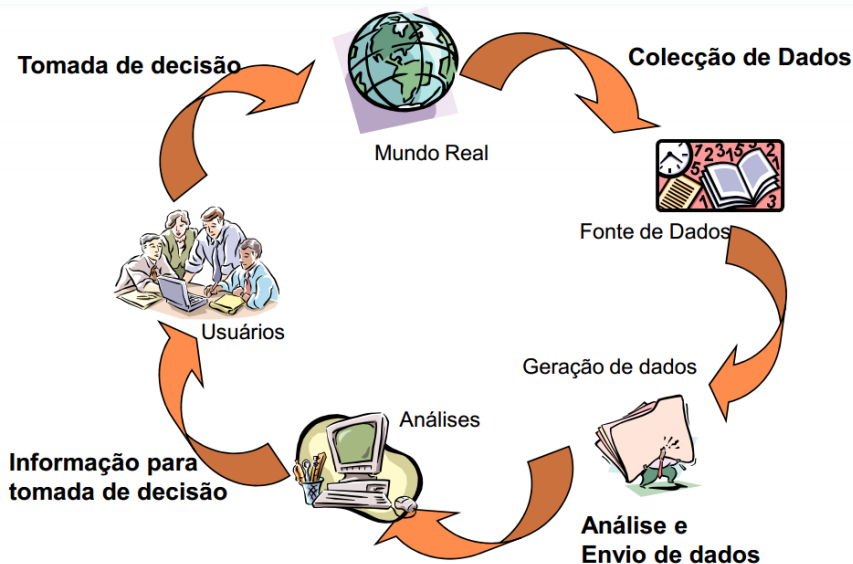 Tomada de decisão
Colecção de Dados
Mundo Real
Fonte de Dados
Usuários
Geração de dados
Análises
Informação para
tomada de decisão
Análise e
Envio de dados